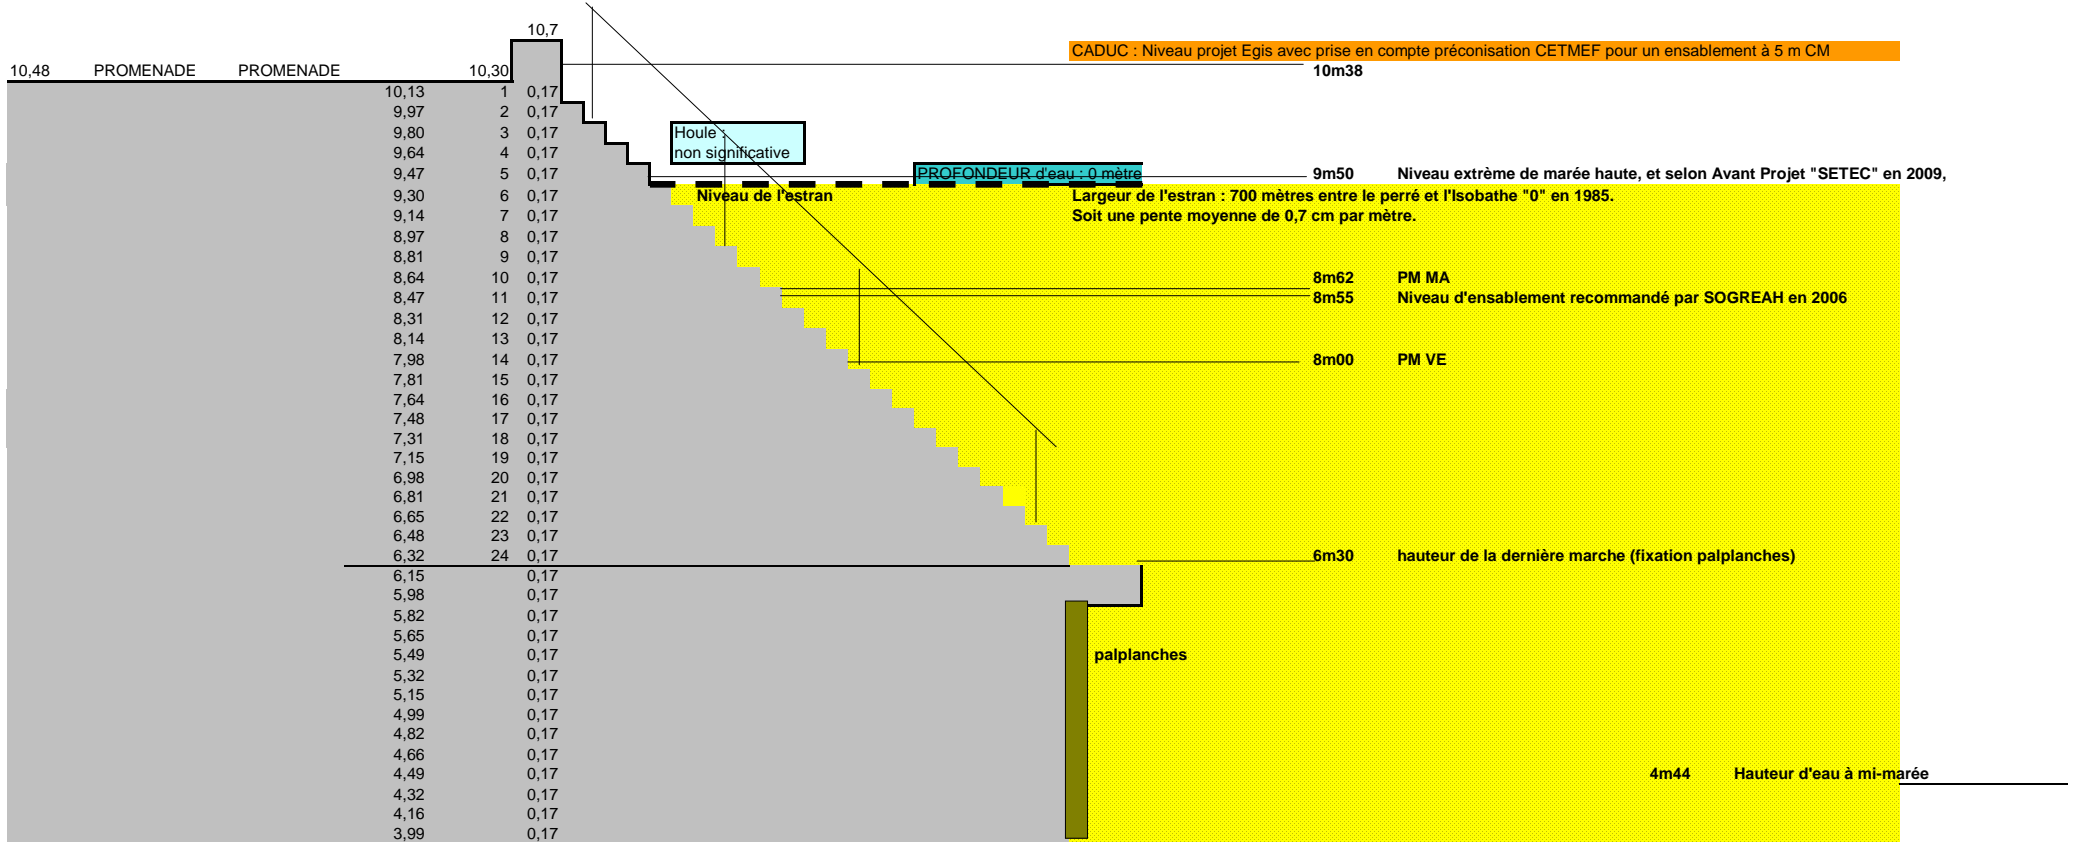 10,7
CADUC : Niveau projet Egis avec prise en compte préconisation CETMEF pour un ensablement à 5 m CM
10,48 PROMENADE PROMENADE 10,30 10m38
10,13 1 0,17
9,97 2 0,17
9,80 3 0,17 Houle :
9,64 4 0,17 non significative
9,47 5 0,17 PROFONDEUR d'eau : 0 mètre 9m50 Niveau extrème de marée haute, et selon Avant Projet "SETEC" en 2009,
9,30 6 0,17 Niveau de l'estran Largeur de l'estran : 700 mètres entre le perré et l'Isobathe "0" en 1985.
9,14 7 0,17 Soit une pente moyenne de 0,7 cm par mètre.
8,97 8 0,17
8,81 9 0,17
8,64 10 0,17 8m62 PM MA
8,47 11 0,17 8m55 Niveau d'ensablement recommandé par SOGREAH en 2006
8,31 12 0,17
8,14 13 0,17
7,98 14 0,17 8m00 PM VE
7,81 15 0,17
7,64 16 0,17
7,48 17 0,17
7,31 18 0,17
7,15 19 0,17
6,98 20 0,17
6,81 21 0,17
6,65 22 0,17
6,48 23 0,17
6,32 24 0,17 6m30 hauteur de la dernière marche (fixation palplanches)
6,15 0,17
5,98 0,17
5,82 0,17
5,65 0,17
5,49 0,17 palplanches
5,32 0,17
5,15 0,17
4,99 0,17
4,82 0,17
4,66 0,17
4,49 0,17 4m44 Hauteur d'eau à mi-marée
4,32 0,17
4,16 0,17
3,99 0,17